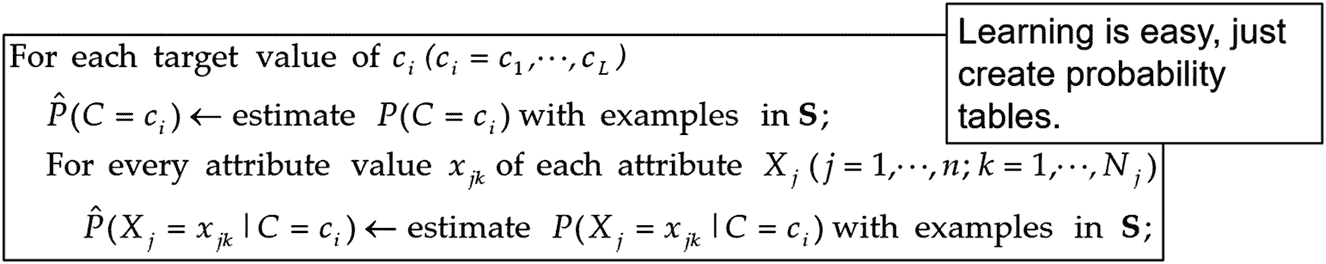 For each target value of c_i (c_i = c_1,⋯,c_L)
P̂(C = c_i) ← estimate P(C = c_i) with examples in S;
For every attribute value x_jk of each attribute X_j (j = 1,⋯,n; k = 1,⋯,N_j)
P̂(X_j = x_jk | C = c_i) ← estimate P(X_j = x_jk | C = c_i) with examples in S;
Learning is easy, just
create probability
tables.